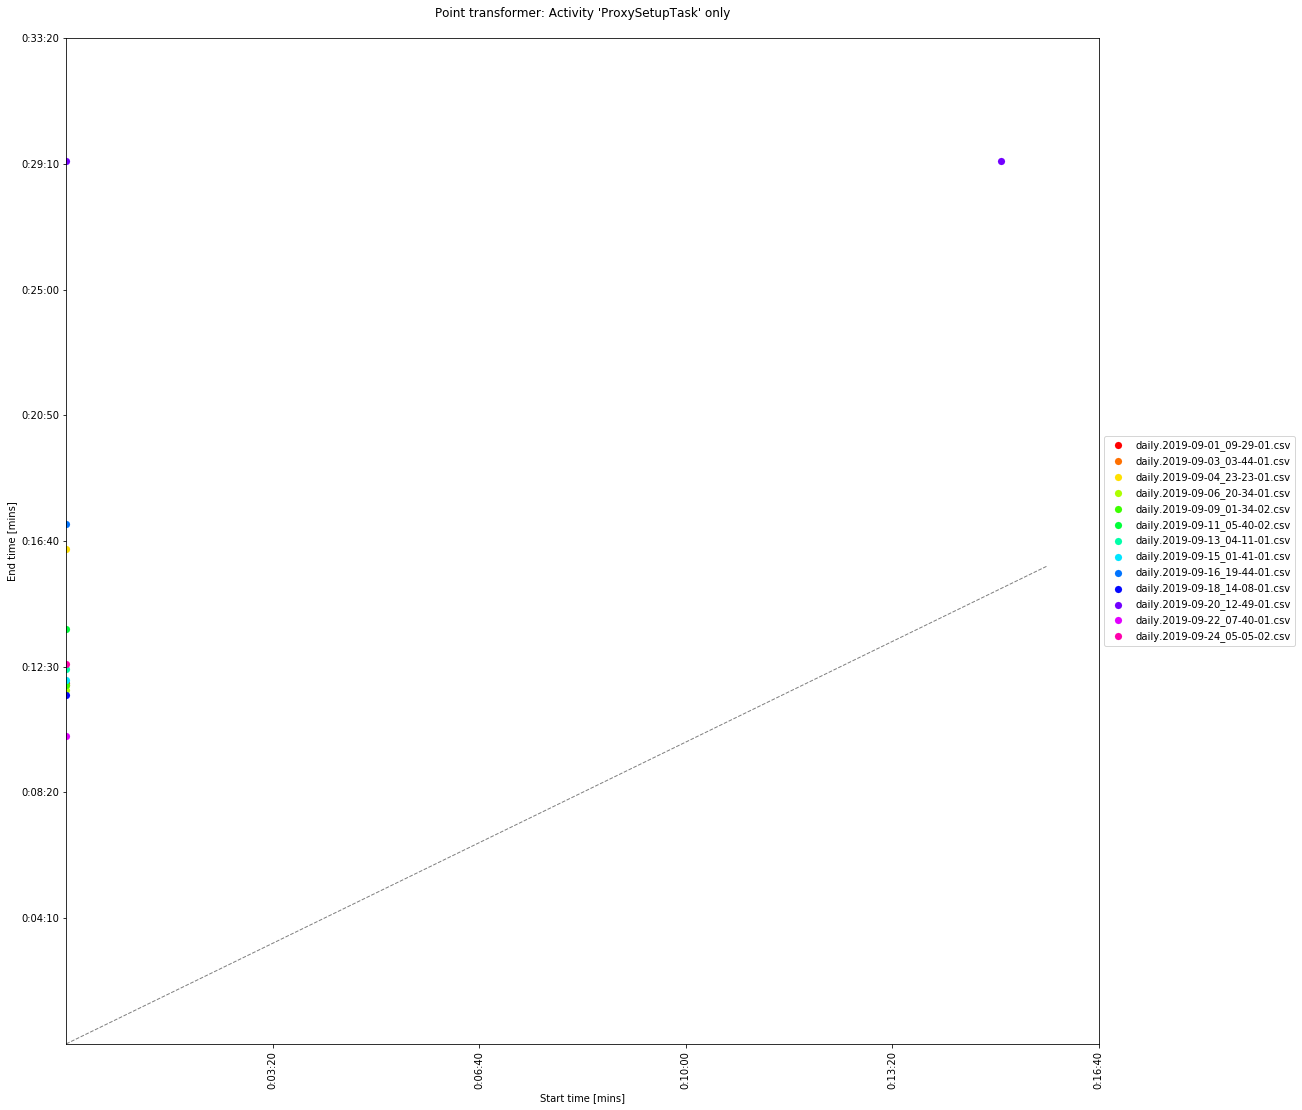 Point transformer: Activity 'ProxySetupTask' only
0:33:20
0:29:10
0:25:00
0:20:50
0:16:40
0:12:30
0:08:20
0:04:10
End time [mins]
0:03:20
0:06:40
0:10:00
0:13:20
0:16:40
Start time [mins]
daily.2019-09-01_09-29-01.csv
daily.2019-09-03_03-44-01.csv
daily.2019-09-04_23-23-01.csv
daily.2019-09-06_20-34-01.csv
daily.2019-09-09_01-34-02.csv
daily.2019-09-11_05-40-02.csv
daily.2019-09-13_04-11-01.csv
daily.2019-09-15_01-41-01.csv
daily.2019-09-16_19-44-01.csv
daily.2019-09-18_14-08-01.csv
daily.2019-09-20_12-49-01.csv
daily.2019-09-22_07-40-01.csv
daily.2019-09-24_05-05-02.csv